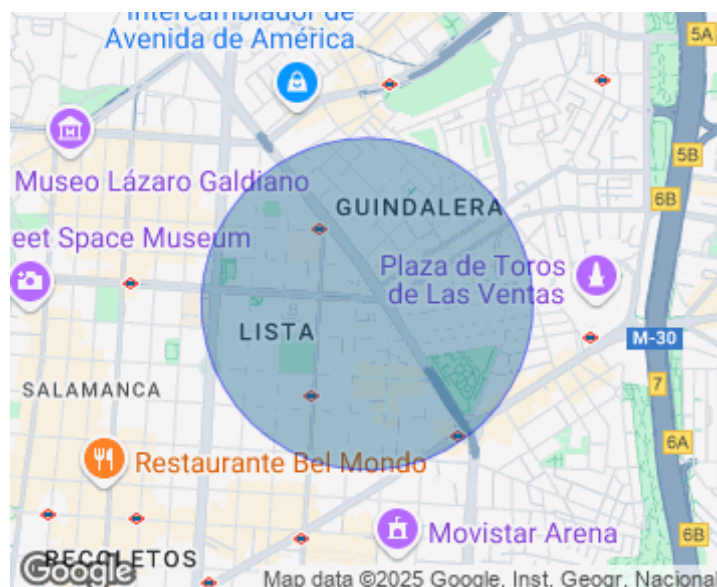 Intercambiador de
Avenida de América
5A
5B
Museo Lázaro Galdiano
GUINDALERA
6B
eet Space Museum
Plaza de Toros
de Las Ventas
LISTA
M-30
SALAMANCA
7
6A
Restaurante Bel Mondo
Movistar Arena
6B
RECOLETOS
Google
Map data ©2025 Google, Inst. Geogr. Nacional